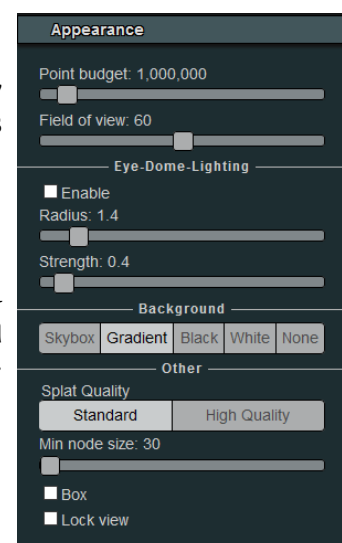 Appearance
Point budget: 1,000,000
Field of view: 60
Eye-Dome-Lighting
Enable
Radius: 1.4
Strength: 0.4
Background
Skybox Gradient Black White None
Other
Splat Quality
Standard High Quality
Min node size: 30
Box
Lock view